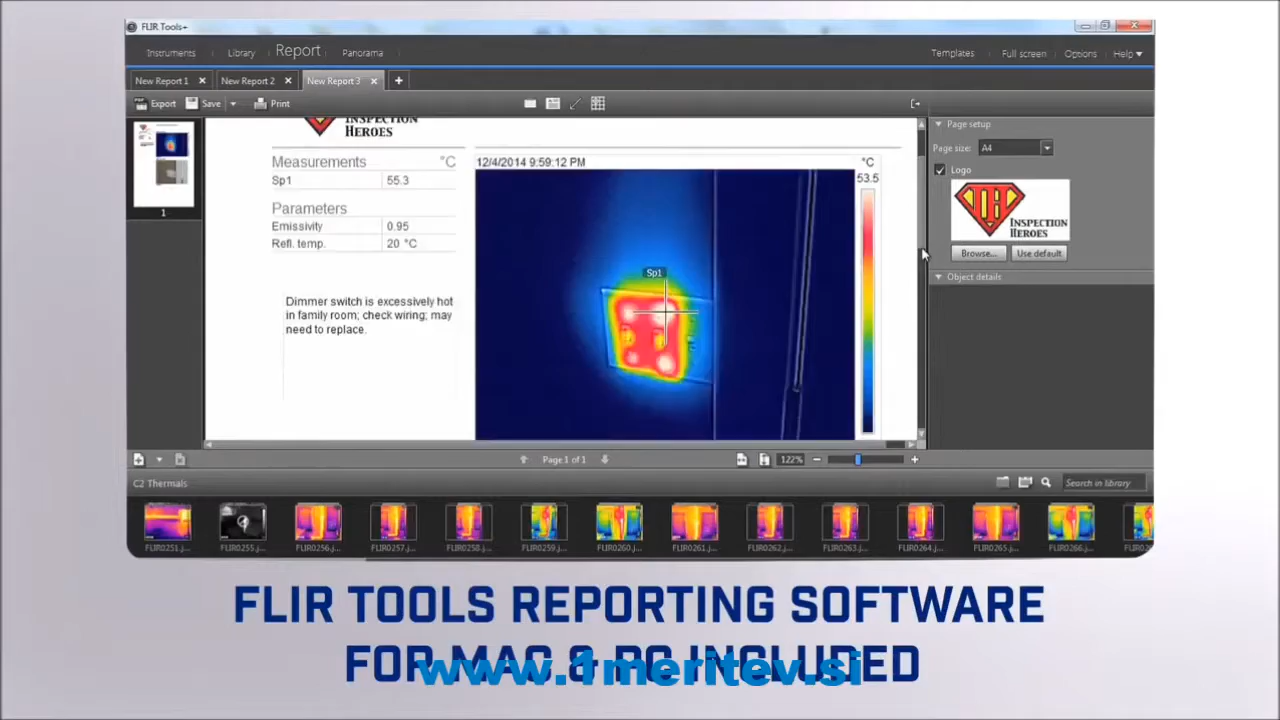 FLIR Tools+
Instruments Library Report Panorama Templates Full screen Options Help
New Report 1 New Report 2 New Report 3
Export Save Print
INSPECTION
HEROES
Measurements °C
Sp1 55.3
Parameters
Emissivity 0.95
Refl. temp. 20 °C
Dimmer switch is excessively hot
in family room; check wiring; may
need to replace.
12/4/2014 9:59:12 PM °C
53.5
Sp1
1
Page setup
Page size: A4
Logo
INSPECTION
HEROES
Browse... Use default
Object details
Page 1 of 1 122%
C2 Thermals Search in library
FLIR0251.j... FLIR0255.j... FLIR0256.j... FLIR0257.j... FLIR0258.j... FLIR0259.j... FLIR0260.j... FLIR0261.j... FLIR0262.j... FLIR0263.j... FLIR0264.j... FLIR0265.j... FLIR0266.j...
FLIR TOOLS REPORTING SOFTWARE
FOR MAC & PC INCLUDED
www.1meritev.si